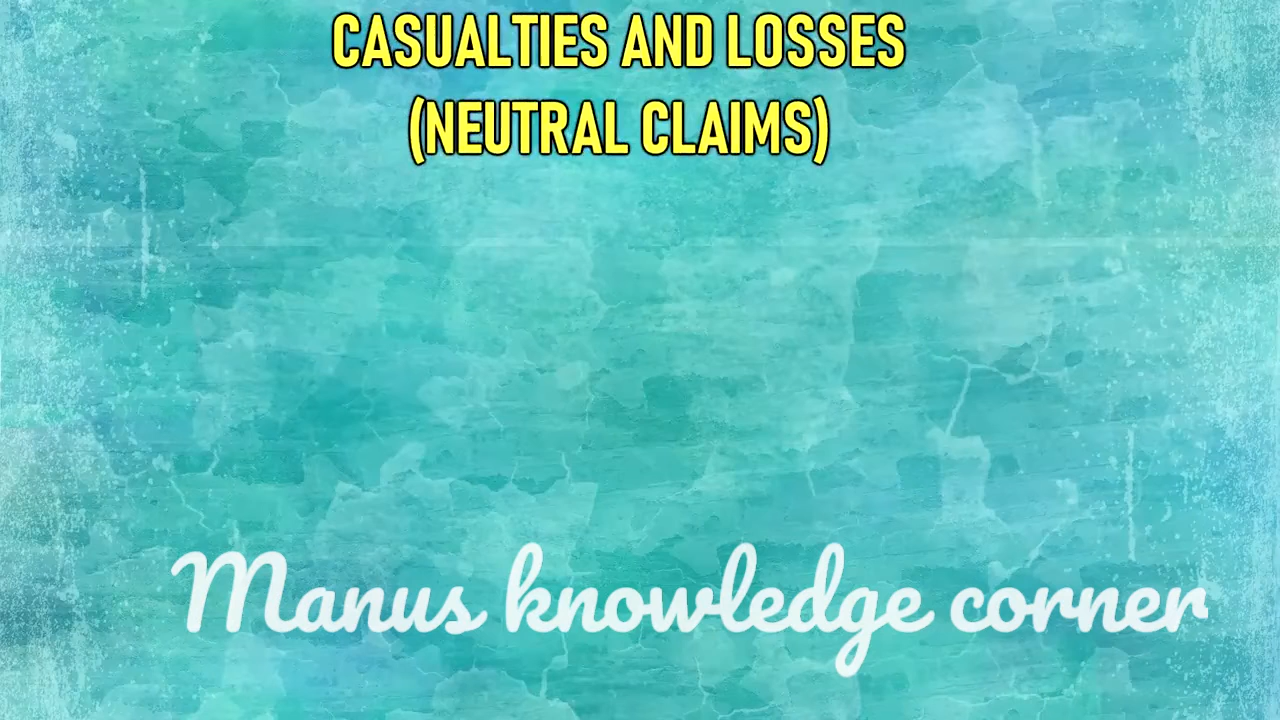 CASUALTIES AND LOSSES
(NEUTRAL CLAIMS)
Manus knowledge corner